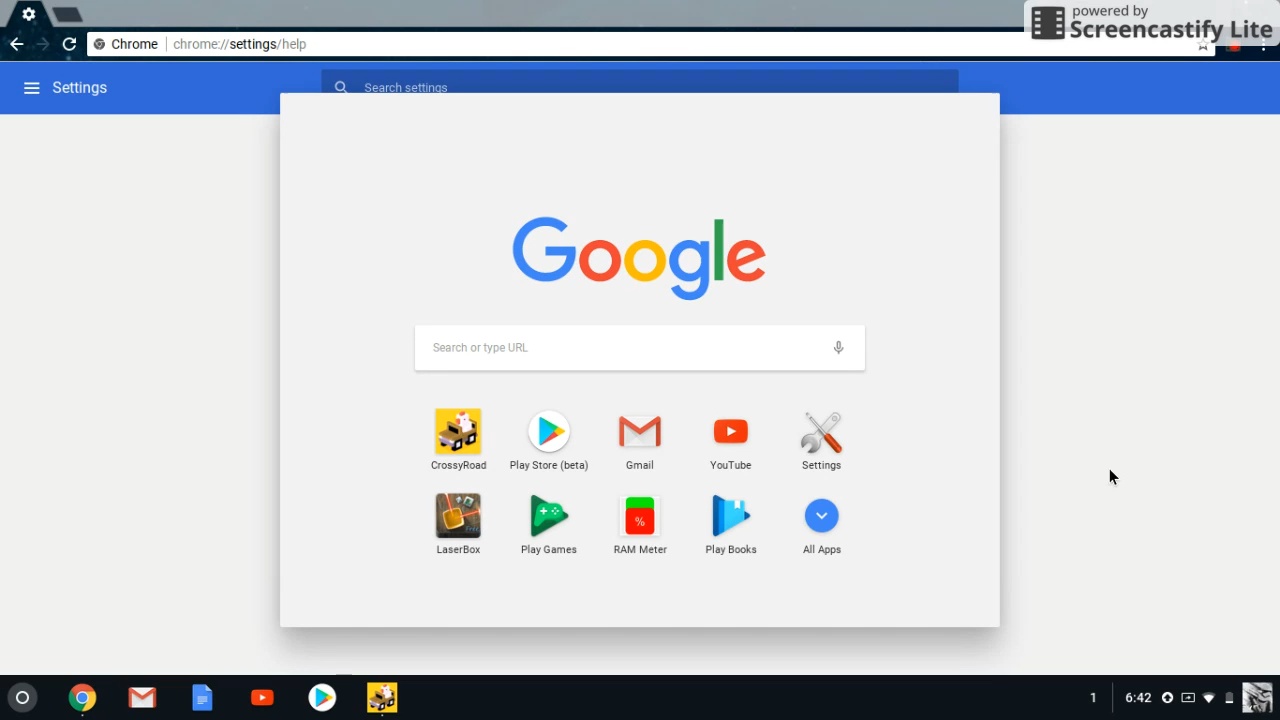 powered by
Screencastify Lite
Chrome chrome://settings/help
Settings
Search settings
Google
Search or type URL
CrossyRoad
Play Store (beta)
Gmail
YouTube
Settings
%
LaserBox
Play Games
RAM Meter
Play Books
All Apps
1
6:42